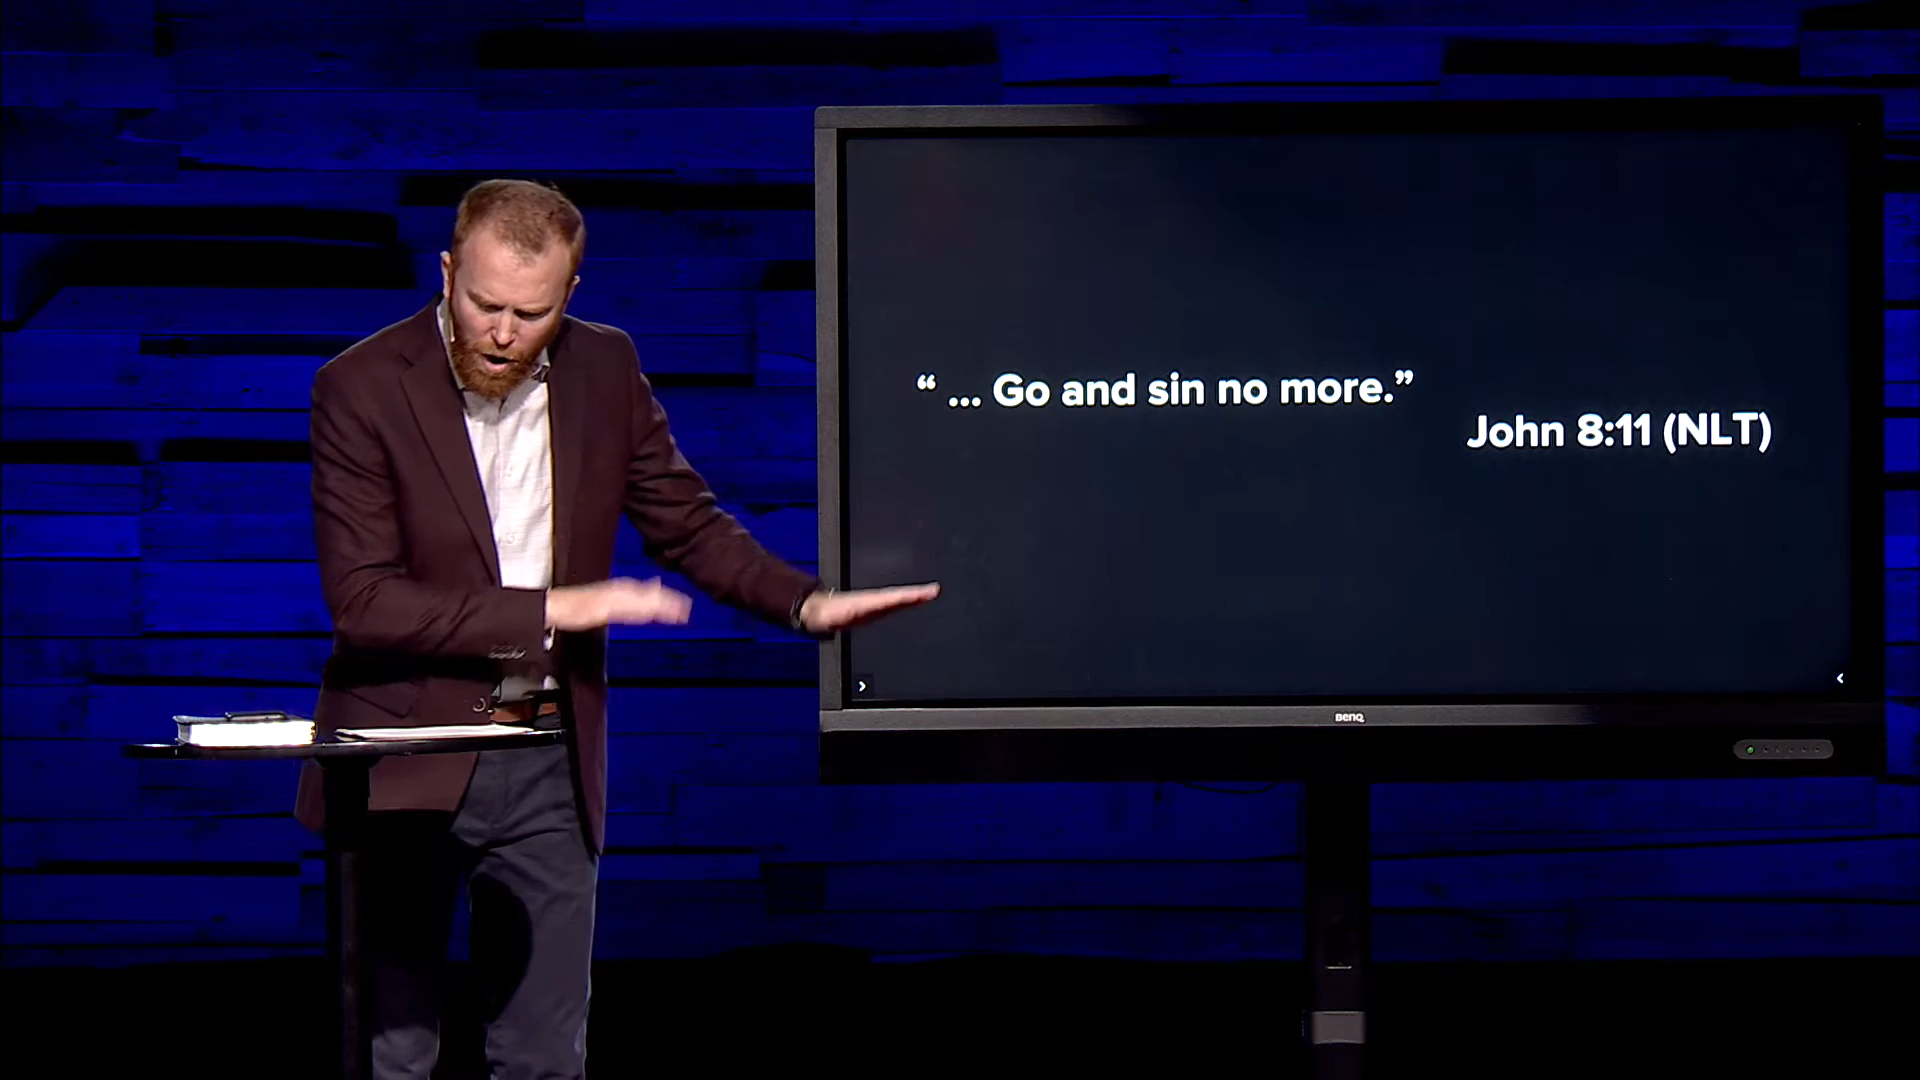 “ ... Go and sin no more.”
John 8:11 (NLT)
BenQ